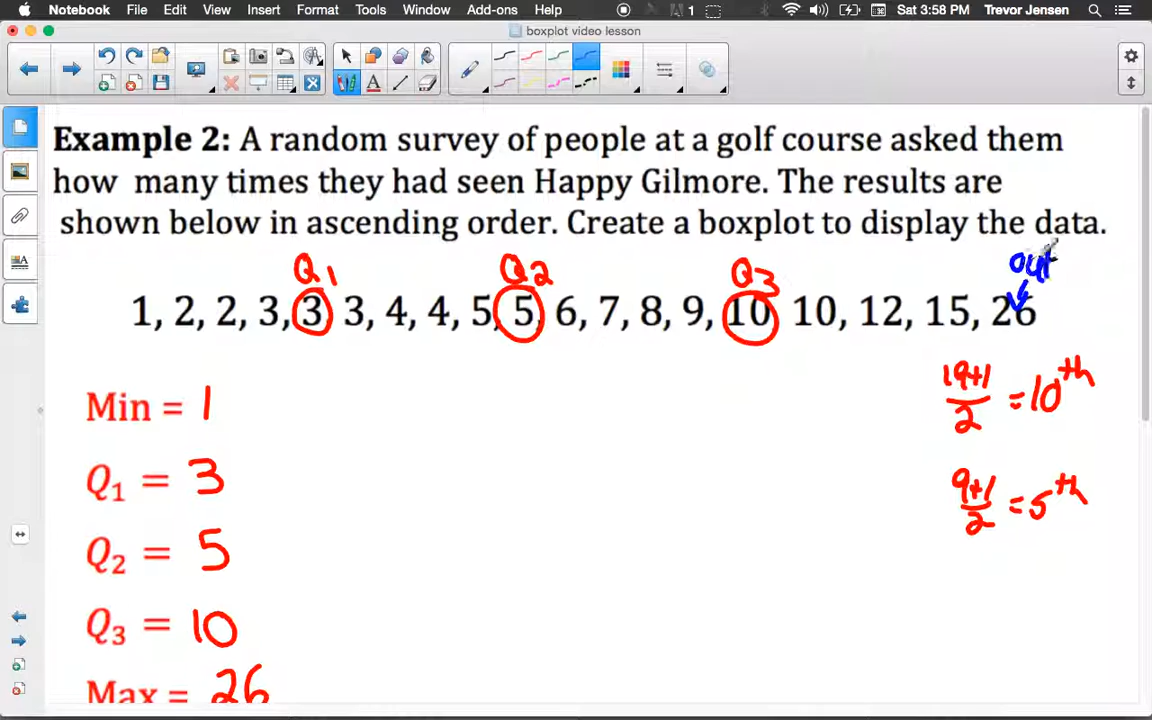 Notebook File Edit View Insert Format Tools Window Add-ons Help 1 Sat 3:58 PM Trevor Jensen
boxplot video lesson
Example 2: A random survey of people at a golf course asked them
how many times they had seen Happy Gilmore. The results are
shown below in ascending order. Create a boxplot to display the data.
Q1 Q2 Q3 out
1, 2, 2, 3, 3, 3, 4, 4, 5, 5, 6, 7, 8, 9, 10, 10, 12, 15, 26
19+1/2 = 10th
Min = 1
Q1 = 3
9+1/2 = 5th
Q2 = 5
Q3 = 10
Max = 26